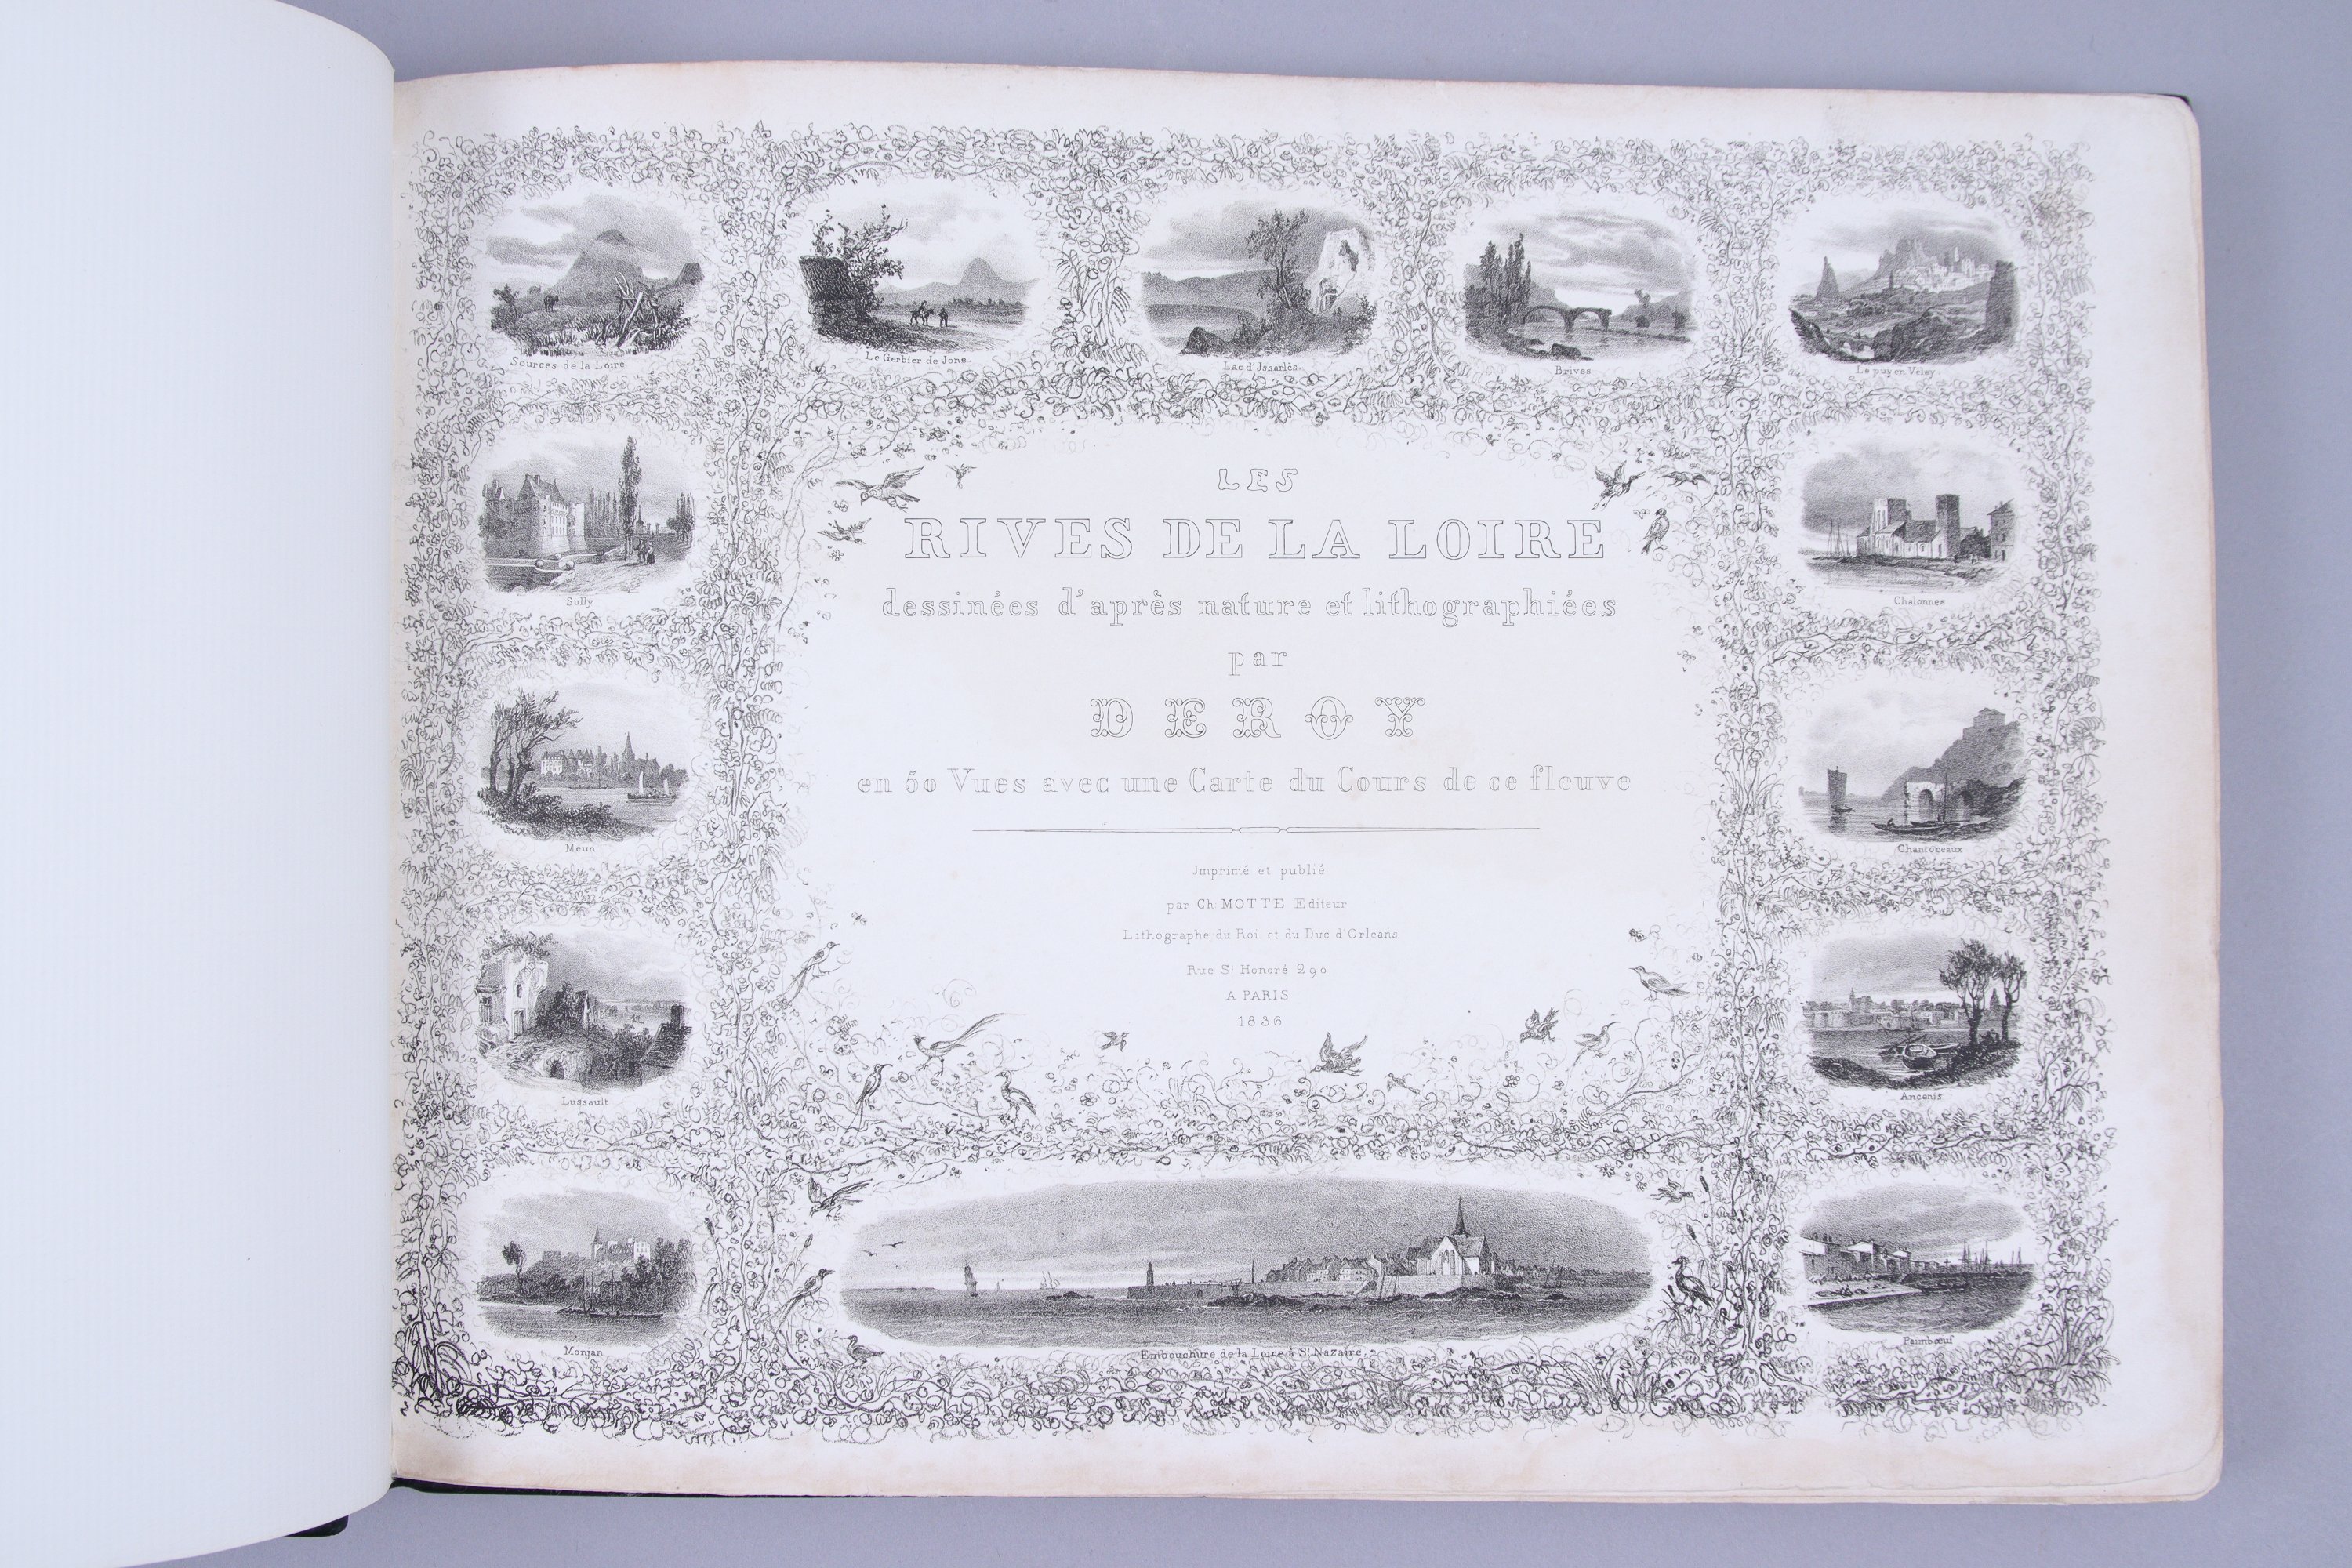 Sources de la Loire
Le Gerbier de Jonc
Lac d'Issarlès
Brives
Le puy en Vélay
LES
RIVES DE LA LOIRE
dessinées d'après nature et lithographiées
par
DEROY
en 50 Vues avec une Carte du Cours de ce fleuve
Imprimé et publié
par Ch. MOTTE Editeur
Lithographe du Roi et du Duc d'Orleans
Rue St Honoré 290
A PARIS
1836
Sully
Meun
Lussault
Monjan
Chalonnes
Chantoceaux
Ancenis
Paimbœuf
Embouchure de la Loire à St Nazaire.